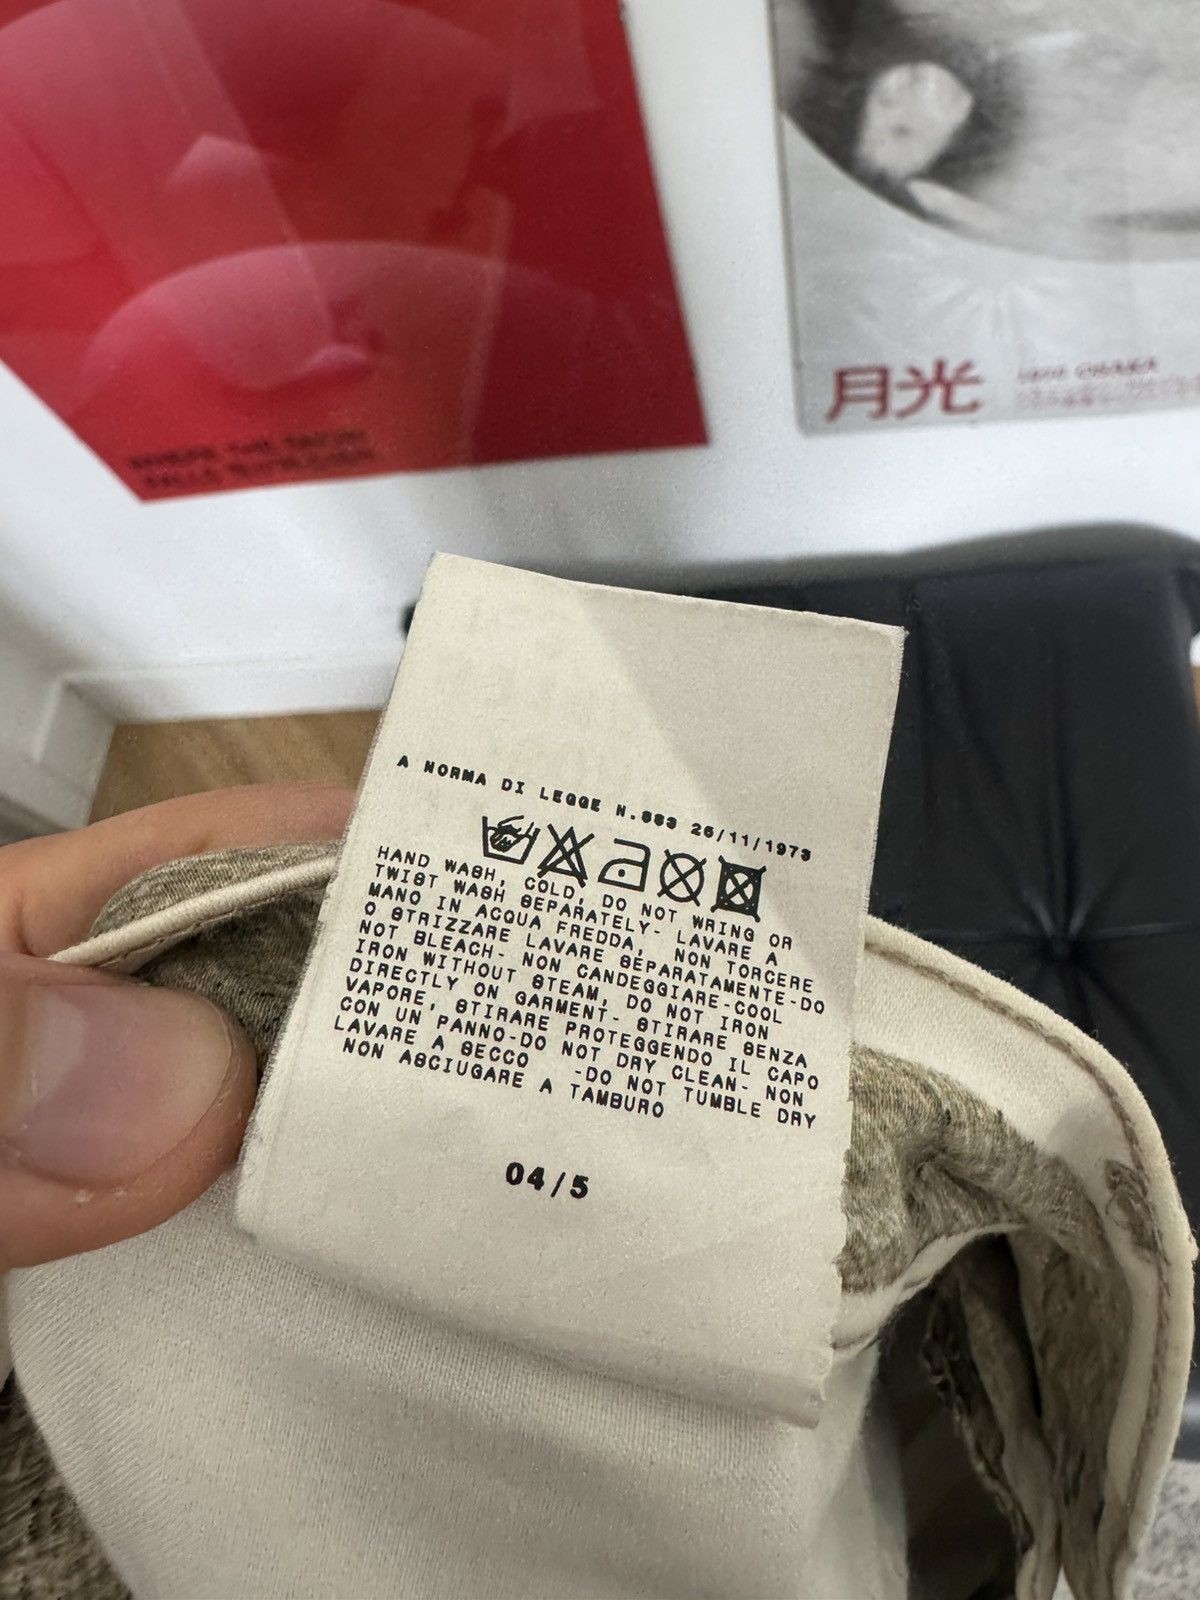 月光
A NORMA DI LEGGE N.883 26/11/1973
HAND WASH, COLD, DO NOT WRING OR
TWIST WASH SEPARATELY- LAVARE A
MANO IN ACQUA FREDDA, NON TORCERE
O STRIZZARE LAVARE SEPARATAMENTE-DO
NOT BLEACH- NON CANDEGGIARE-COOL
IRON WITHOUT STEAM, DO NOT IRON
DIRECTLY ON GARMENT- STIRARE SENZA
VAPORE, STIRARE PROTEGGENDO IL CAPO
CON UN PANNO-DO NOT DRY CLEAN- NON
LAVARE A SECCO -DO NOT TUMBLE DRY
NON ASCIUGARE A TAMBURO
04/5